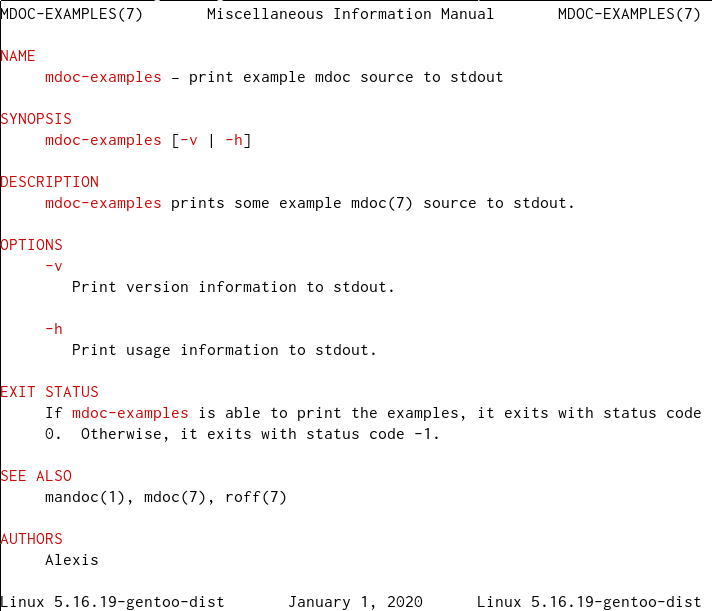 MDOC-EXAMPLES(7)       Miscellaneous Information Manual       MDOC-EXAMPLES(7)
NAME
mdoc-examples – print example mdoc source to stdout
SYNOPSIS
mdoc-examples [-v | -h]
DESCRIPTION
mdoc-examples prints some example mdoc(7) source to stdout.
OPTIONS
-v
Print version information to stdout.
-h
Print usage information to stdout.
EXIT STATUS
If mdoc-examples is able to print the examples, it exits with status code
0.  Otherwise, it exits with status code -1.
SEE ALSO
mandoc(1), mdoc(7), roff(7)
AUTHORS
Alexis
Linux 5.16.19-gentoo-dist       January 1, 2020      Linux 5.16.19-gentoo-dist